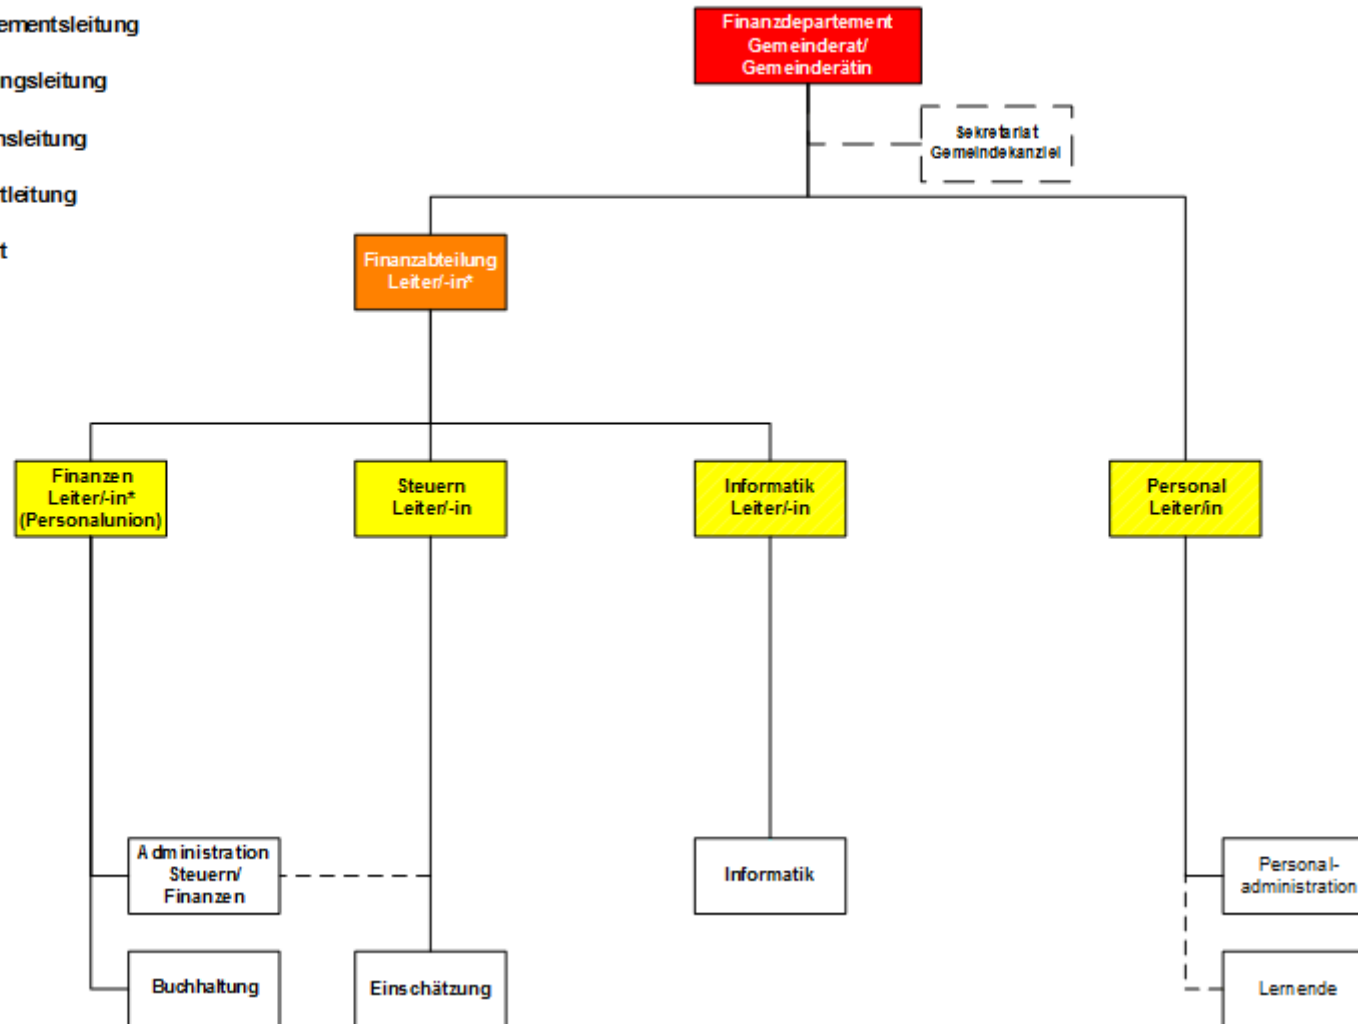 ementsleitung
ngsleitung
nsleitung
tleitung
t
Finanzdepartement
Gemeinderat/
Gemeinderätin
Sekretariat
Gemeindekanzlei
Finanzabteilung
Leiter/-in*
Finanzen
Leiter/-in*
(Personalunion)
Steuern
Leiter/-in
Informatik
Leiter/-in
Personal
Leiter/in
Administration
Steuern/
Finanzen
Informatik
Personal-
administration
Buchhaltung
Einschätzung
Lernende